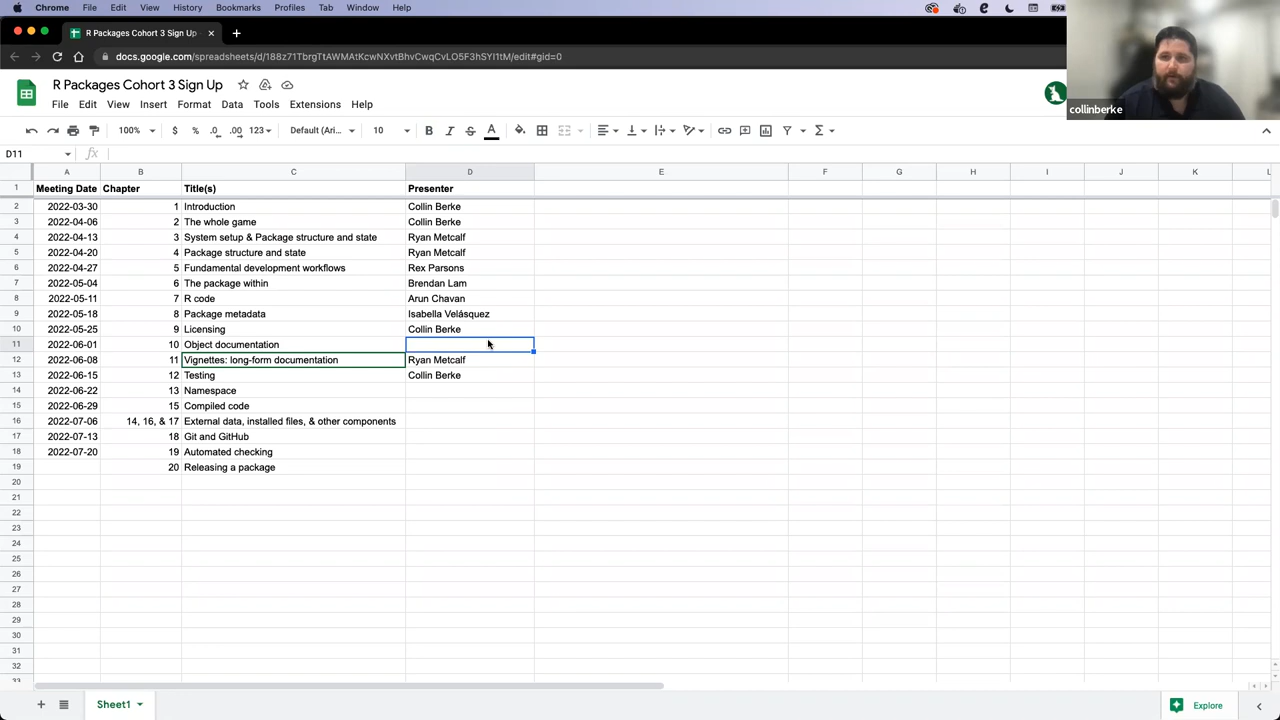 Chrome File Edit View History Bookmarks Profiles Tab Window Help
R Packages Cohort 3 Sign Up
docs.google.com/spreadsheets/d/188z71TbrgTtAWMAtKcwNXvtBhvCwqCvLO5F3hSYI1tM/edit#gid=0
R Packages Cohort 3 Sign Up
File Edit View Insert Format Data Tools Extensions Help
collinberke
100% $ % .0 .00 123 Default (Ari... 10 B I S A
D11 fx
A B C D E F G H I J K L
1 Meeting Date Chapter Title(s) Presenter
2 2022-03-30 1 Introduction Collin Berke
3 2022-04-06 2 The whole game Collin Berke
4 2022-04-13 3 System setup & Package structure and state Ryan Metcalf
5 2022-04-20 4 Package structure and state Ryan Metcalf
6 2022-04-27 5 Fundamental development workflows Rex Parsons
7 2022-05-04 6 The package within Brendan Lam
8 2022-05-11 7 R code Arun Chavan
9 2022-05-18 8 Package metadata Isabella Velásquez
10 2022-05-25 9 Licensing Collin Berke
11 2022-06-01 10 Object documentation
12 2022-06-08 11 Vignettes: long-form documentation Ryan Metcalf
13 2022-06-15 12 Testing Collin Berke
14 2022-06-22 13 Namespace
15 2022-06-29 15 Compiled code
16 2022-07-06 14, 16, & 17 External data, installed files, & other components
17 2022-07-13 18 Git and GitHub
18 2022-07-20 19 Automated checking
19 20 Releasing a package
20
21
22
23
24
25
26
27
28
29
30
31
32
33
Sheet1 Explore